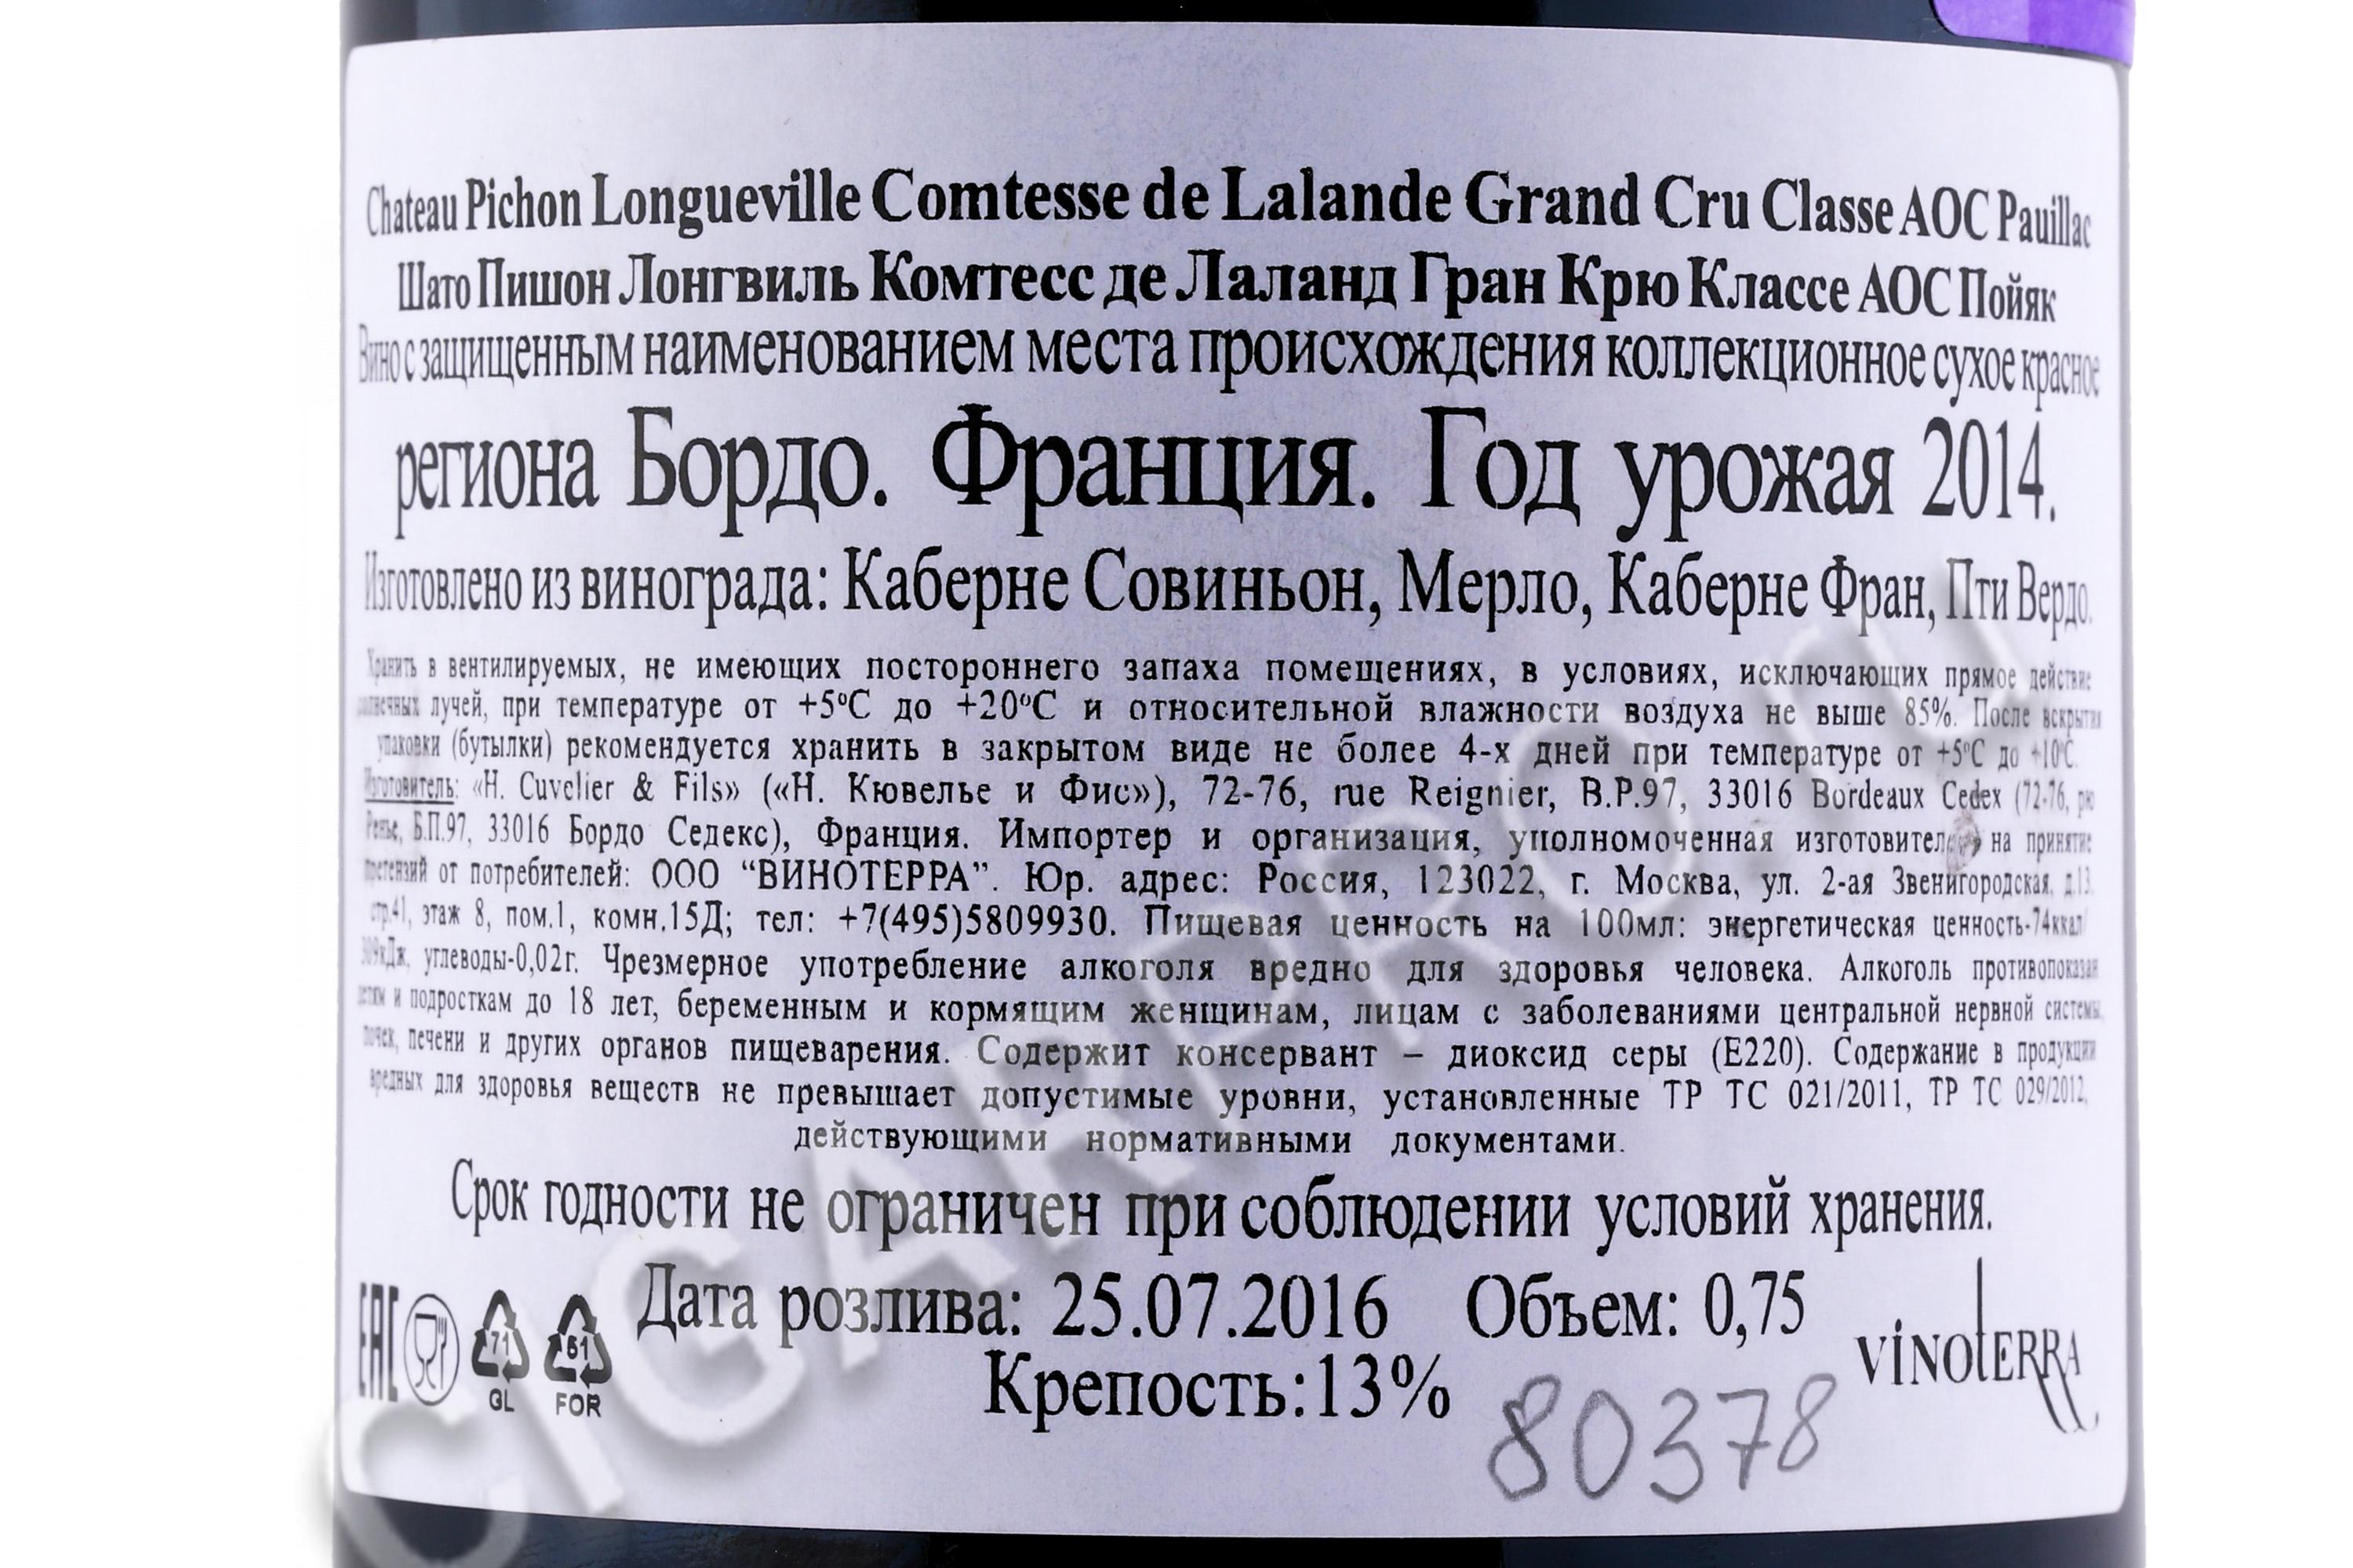 Chateau Pichon Longueville Comtesse de Lalande Grand Cru Classe AOC Pauillac
Шато Пишон Лонгвиль Комтесс де Лаланд Гран Крю Классе АОС Пойяк
Вино с защищенным наименованием места происхождения коллекционное сухое красное
региона Бордо. Франция. Год урожая 2014.
Изготовлено из винограда: Каберне Совиньон, Мерло, Каберне Фран, Пти Вердо.
Хранить в вентилируемых, не имеющих постороннего запаха помещениях, в условиях, исключающих прямое действие
солнечных лучей, при температуре от +5°С до +20°С и относительной влажности воздуха не выше 85%. После вскрытия
упаковки (бутылки) рекомендуется хранить в закрытом виде не более 4-х дней при температуре от +5°С до +10°С.
Изготовитель: «H. Cuvelier & Fils» («Н. Кювелье и Фис»), 72-76, rue Reignier, B.P.97, 33016 Bordeaux Cedex (72-76, рю
Ренье, Б.П.97, 33016 Бордо Седекс), Франция. Импортер и организация, уполномоченная на принятие
претензий от потребителей: ООО “ВИНОТЕРРА”. Юр. адрес: Россия, 123022, г. Москва, ул. 2-ая Звенигородская, д.13,
стр.41, этаж 8, пом.1, комн.15Д; тел: +7(495)5809930. Пищевая ценность на 100мл: энергетическая ценность-74ккал/
309кДж, углеводы-0,02г. Чрезмерное употребление алкоголя вредно для здоровья человека. Алкоголь противопоказан
детям и подросткам до 18 лет, беременным и кормящим женщинам, лицам с заболеваниями центральной нервной системы,
почек, печени и других органов пищеварения. Содержит консервант – диоксид серы (Е220). Содержание в продукции
вредных для здоровья веществ не превышает допустимые уровни, установленные ТР ТС 021/2011, ТР ТС 029/2012,
действующими нормативными документами.
Срок годности не ограничен при соблюдении условий хранения.
Дата розлива: 25.07.2016 Объем: 0,75
Крепость:13%
EAC
71
GL
61
FOR
80378
VINOTERRA
CIGARPRO.ru